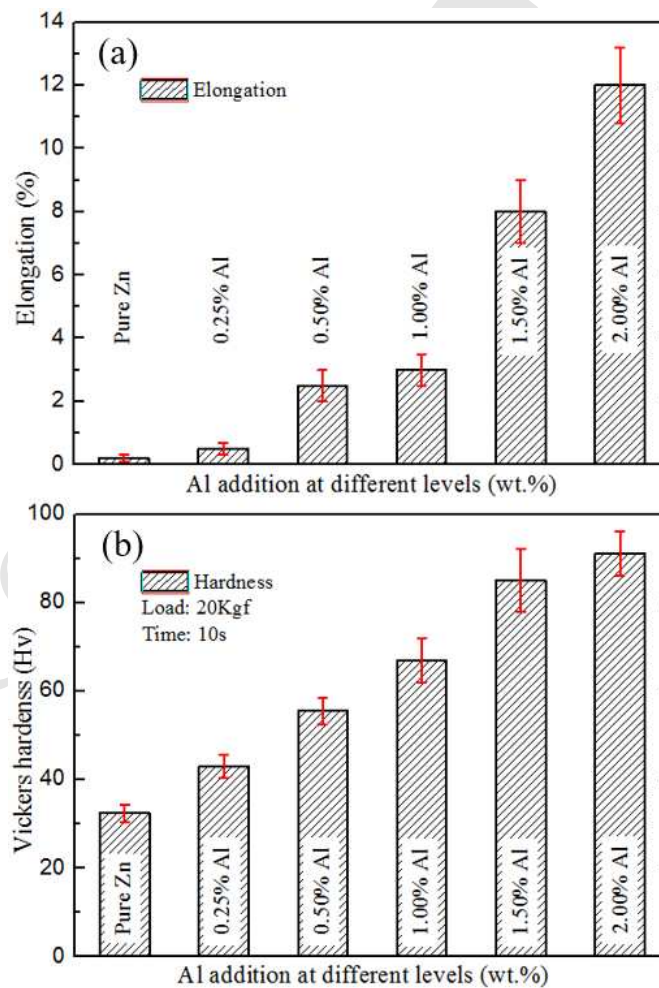 14
(a)
12
Elongation
10
8
6
4
2
0
Elongation (%)
Pure Zn
0.25% Al
0.50% Al
1.00% Al
1.50% Al
2.00% Al
Al addition at different levels (wt.%)
100
(b)
80
Hardness
Load: 20Kgf
Time: 10s
60
40
20
0
Vickers hardenss (Hv)
Pure Zn
0.25% Al
0.50% Al
1.00% Al
1.50% Al
2.00% Al
Al addition at different levels (wt.%)